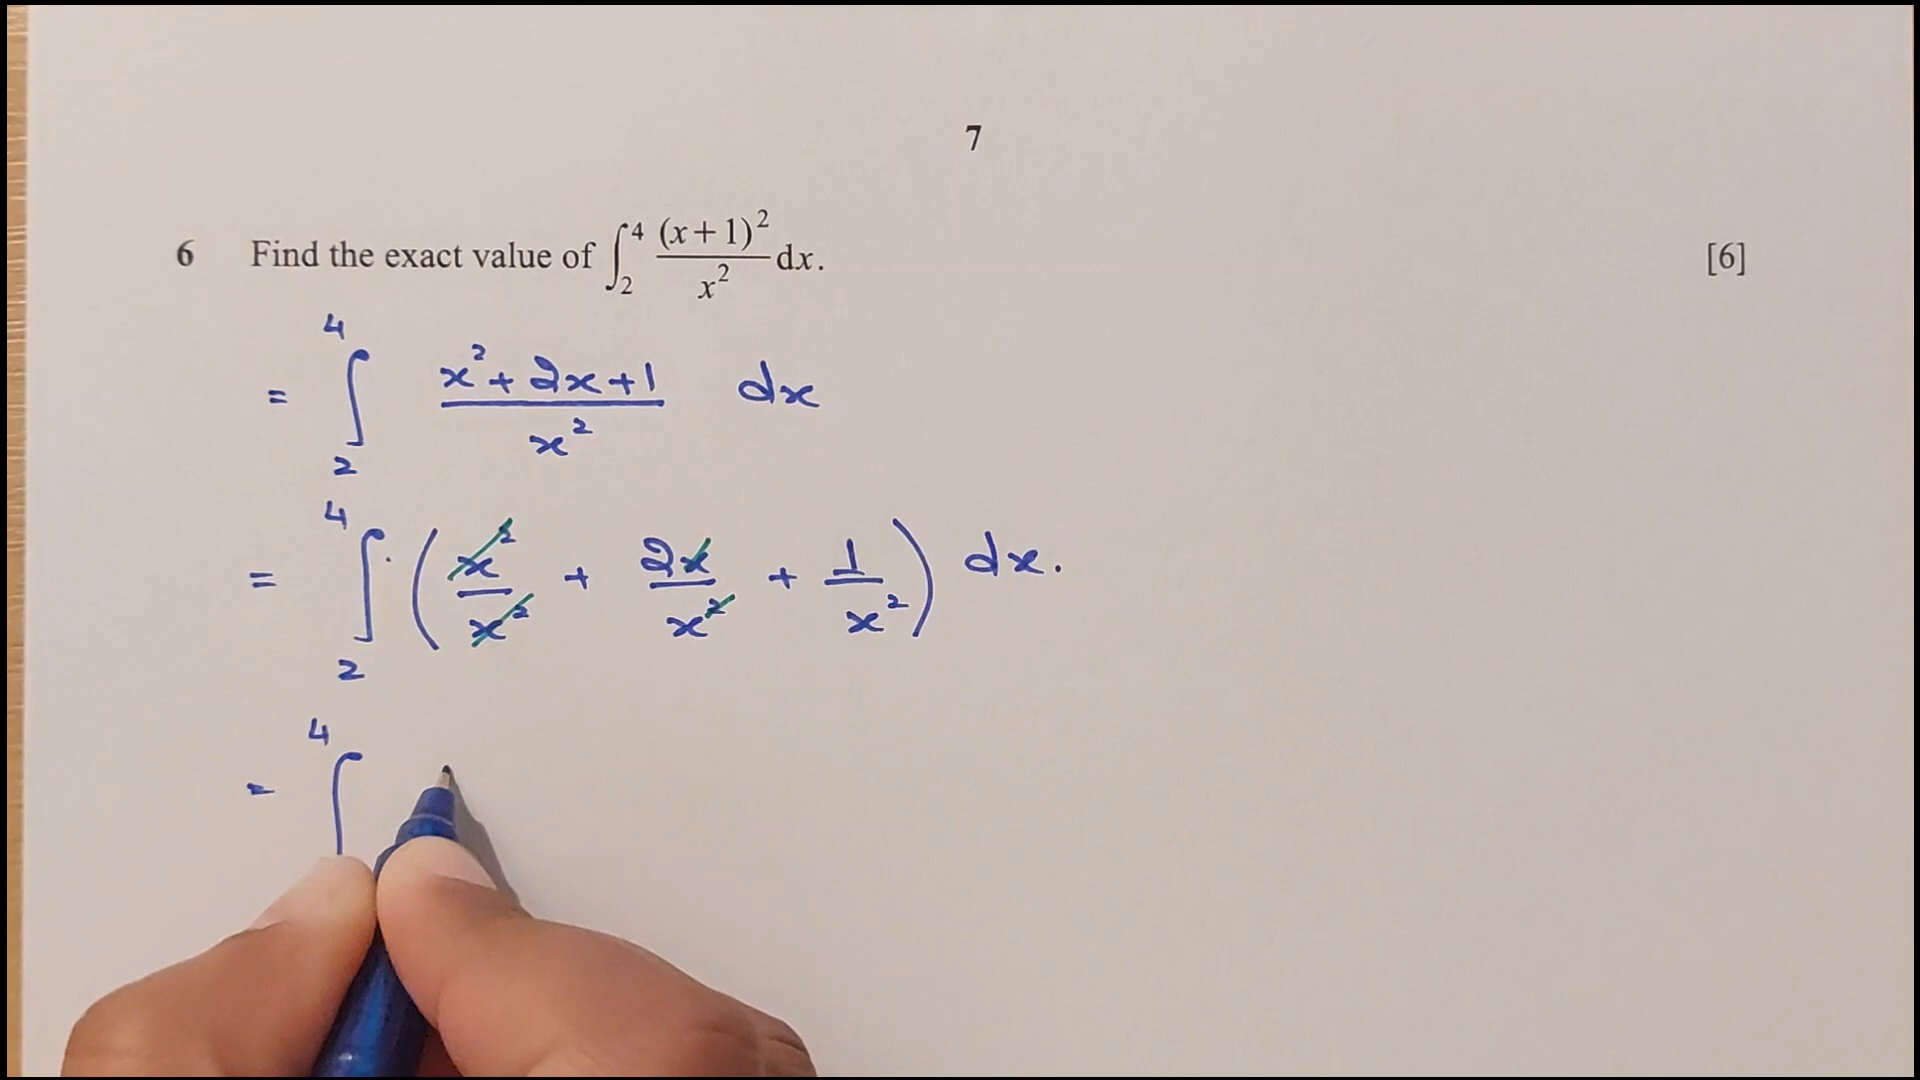 7
6 Find the exact value of ∫₂⁴ (x+1)²/x² dx. [6]
= ∫₂⁴ (x²+2x+1)/x² dx
= ∫₂⁴ (x²/x² + 2x/x² + 1/x²) dx.
= ∫⁴